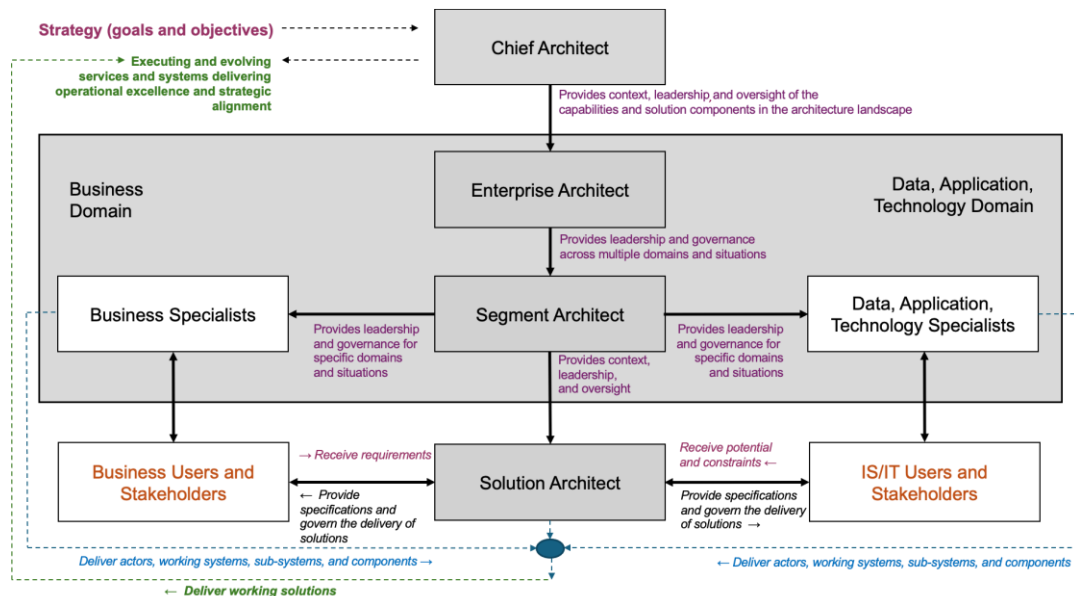 Strategy (goals and objectives)
Chief Architect
Executing and evolving
services and systems delivering
operational excellence and strategic
alignment
Provides context, leadership, and oversight of the
capabilities and solution components in the architecture landscape
Business
Domain
Enterprise Architect
Data, Application,
Technology Domain
Provides leadership and governance
across multiple domains and situations
Business Specialists
Segment Architect
Data, Application,
Technology Specialists
Provides leadership
and governance for
specific domains
and situations
Provides context,
leadership,
and oversight
Provides leadership
and governance for
specific domains
and situations
Business Users and
Stakeholders
→ Receive requirements
← Provide
specifications and
govern the delivery of
solutions
Solution Architect
Receive potential
and constraints ←
Provide specifications
and govern the delivery
of solutions →
IS/IT Users and
Stakeholders
Deliver actors, working systems, sub-systems, and components →
← Deliver actors, working systems, sub-systems, and components
← Deliver working solutions